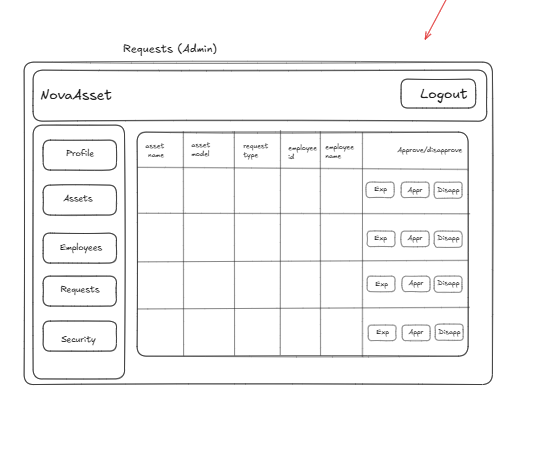 Requests (Admin)
NovaAsset
Logout
Profile
Assets
Employees
Requests
Security
asset name
asset model
request type
employee id
employee name
Approve/disapprove
Exp Appr Disapp
Exp Appr Disapp
Exp Appr Disapp
Exp Appr Disapp